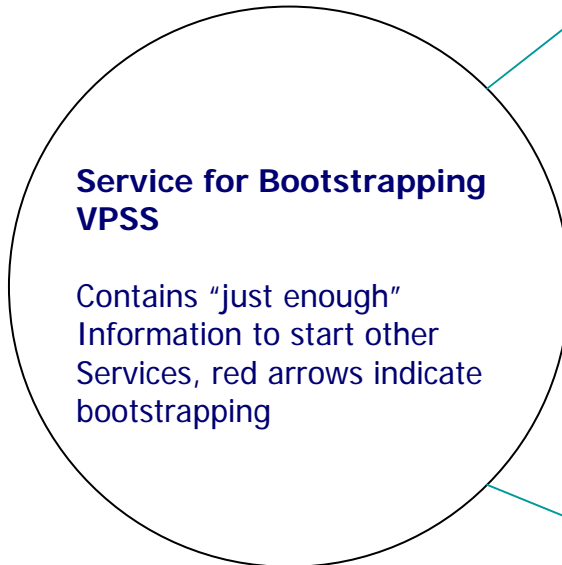 Service for Bootstrapping
VPSS
Contains “just enough”
Information to start other
Services, red arrows indicate
bootstrapping